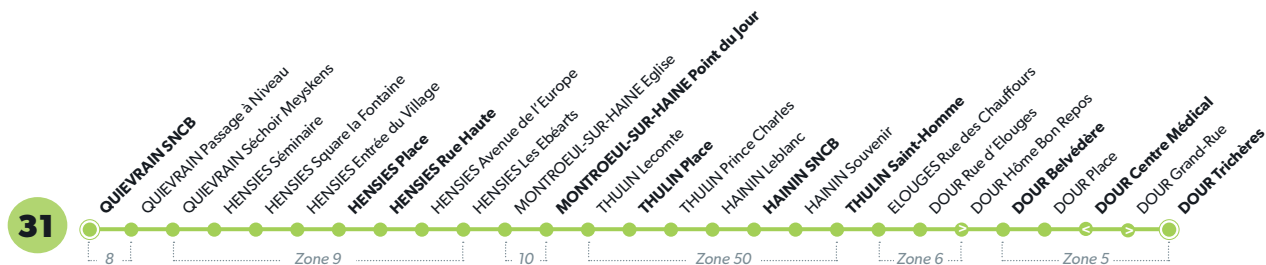 QUIEVRAIN SNCB
QUIEVRAIN Passage à Niveau
QUIEVRAIN Séchoir Meyskens
HENSIES Séminaire
HENSIES Square la Fontaine
HENSIES Entrée du Village
HENSIES Place
HENSIES Rue Haute
HENSIES Avenue de l'Europe
HENSIES Les Ebéarts
MONTROEUL-SUR-HAINE Eglise
MONTROEUL-SUR-HAINE Point du Jour
THULIN Lecomte
THULIN Place
THULIN Prince Charles
HAININ Leblanc
HAININ SNCB
HAININ Souvenir
THULIN Saint-Homme
ELOUGES Rue des Chauffours
DOUR Rue d'Elouges
DOUR Hôme Bon Repos
DOUR Belvédère
DOUR Place
DOUR Centre Médical
DOUR Grand-Rue
DOUR Trichères
31
> < >
8 Zone 9 10 Zone 50 Zone 6 Zone 5